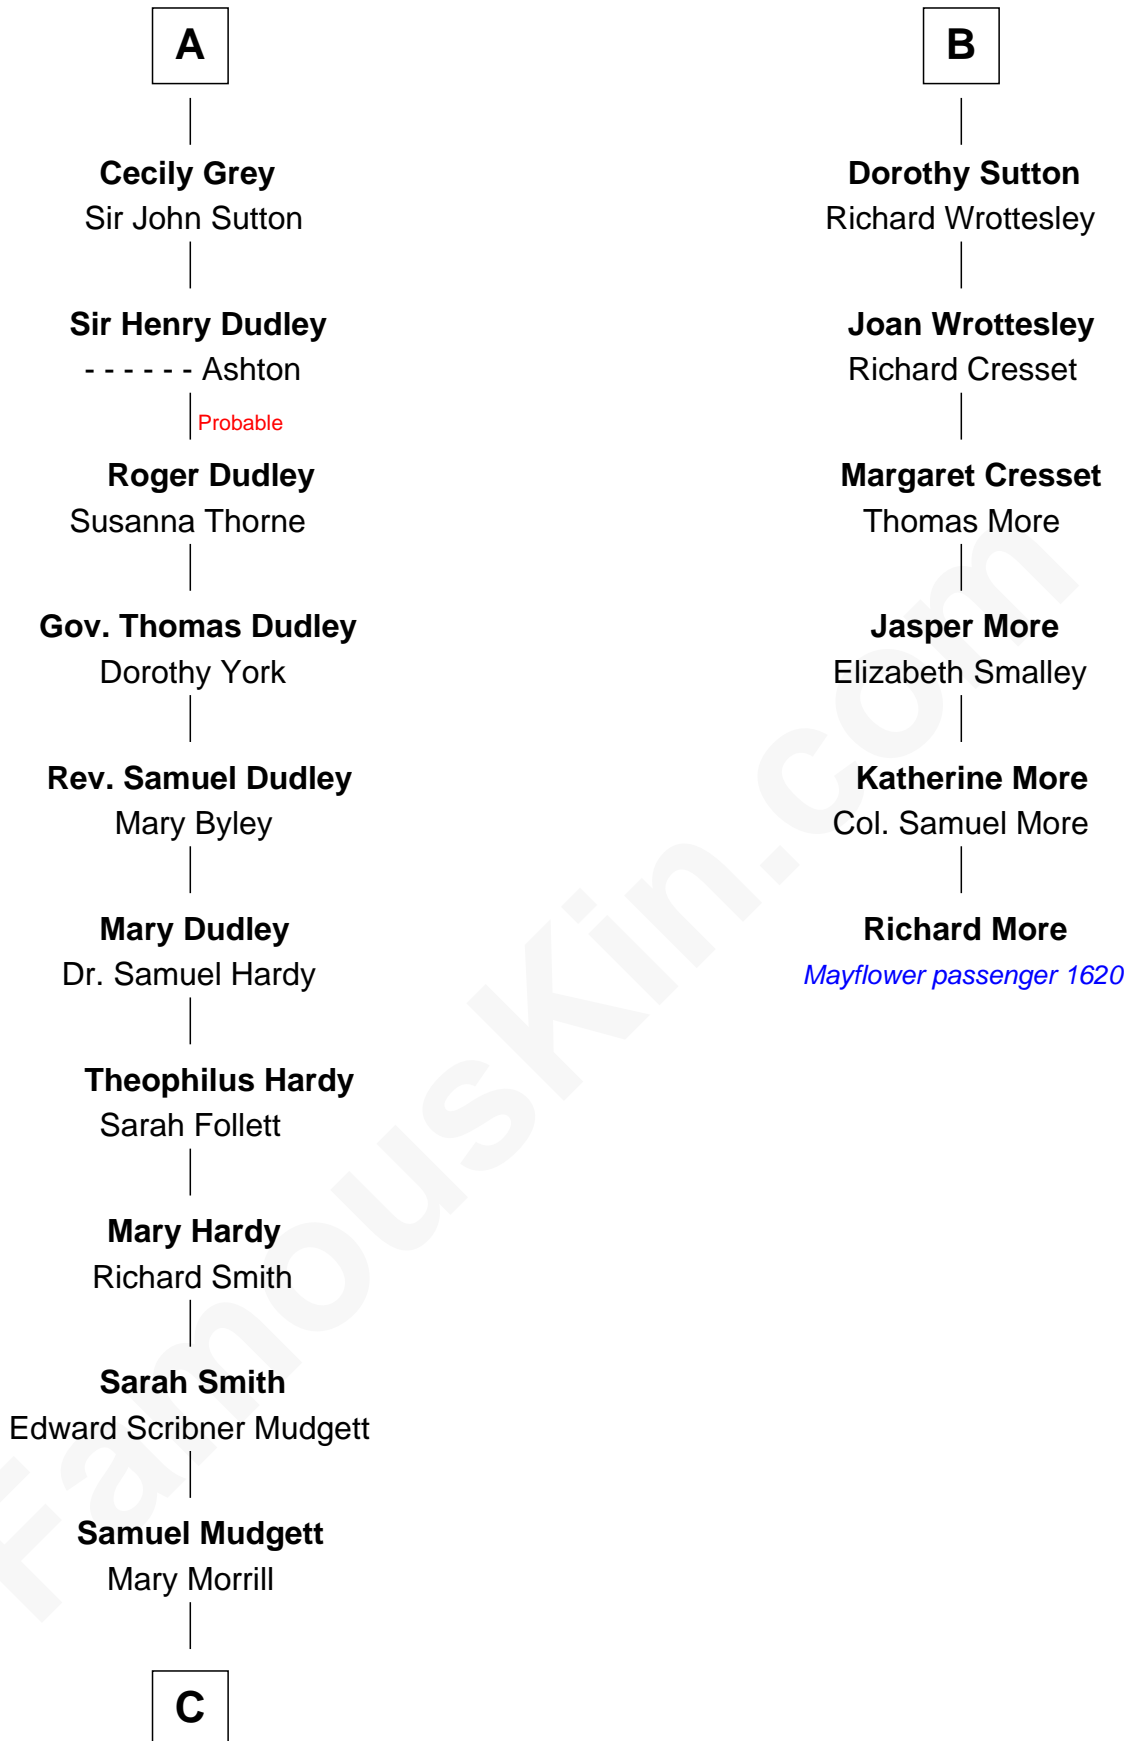 A
Cecily Grey
Sir John Sutton
Sir Henry Dudley
- - - - - - Ashton
Probable
Roger Dudley
Susanna Thorne
Gov. Thomas Dudley
Dorothy York
Rev. Samuel Dudley
Mary Byley
Mary Dudley
Dr. Samuel Hardy
Theophilus Hardy
Sarah Follett
Mary Hardy
Richard Smith
Sarah Smith
Edward Scribner Mudgett
Samuel Mudgett
Mary Morrill
C
B
Dorothy Sutton
Richard Wrottesley
Joan Wrottesley
Richard Cresset
Margaret Cresset
Thomas More
Jasper More
Elizabeth Smalley
Katherine More
Col. Samuel More
Richard More
Mayflower passenger 1620
FamousKin.com